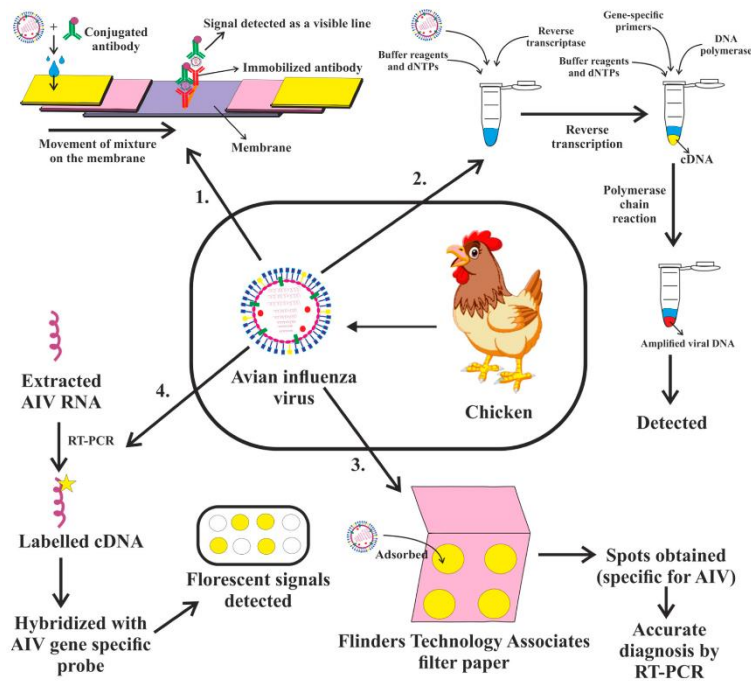 +
Conjugated
antibody
Signal detected as a visible line
Immobilized antibody
Movement of mixture
on the membrane
Membrane
1.
2.
Buffer reagents
and dNTPs
Reverse
transcriptase
Reverse
transcription
Gene-specific
primers
DNA
polymerase
Buffer reagents
and dNTPs
cDNA
Polymerase
chain
reaction
Amplified viral DNA
Detected
Avian influenza
virus
Chicken
3.
4.
Extracted
AIV RNA
RT-PCR
Labelled cDNA
Hybridized with
AIV gene specific
probe
Florescent signals
detected
Adsorbed
Flinders Technology Associates
filter paper
Spots obtained
(specific for AIV)
Accurate
diagnosis by
RT-PCR